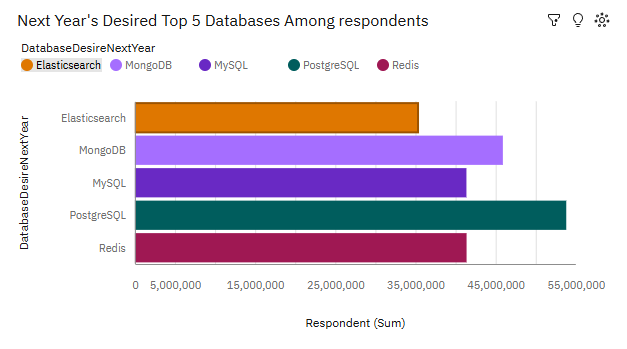 Next Year's Desired Top 5 Databases Among respondents
DatabaseDesireNextYear
Elasticsearch MongoDB MySQL PostgreSQL Redis
DatabaseDesireNextYear
Elasticsearch
MongoDB
MySQL
PostgreSQL
Redis
0 5,000,000 15,000,000 25,000,000 35,000,000 45,000,000 55,000,000
Respondent (Sum)